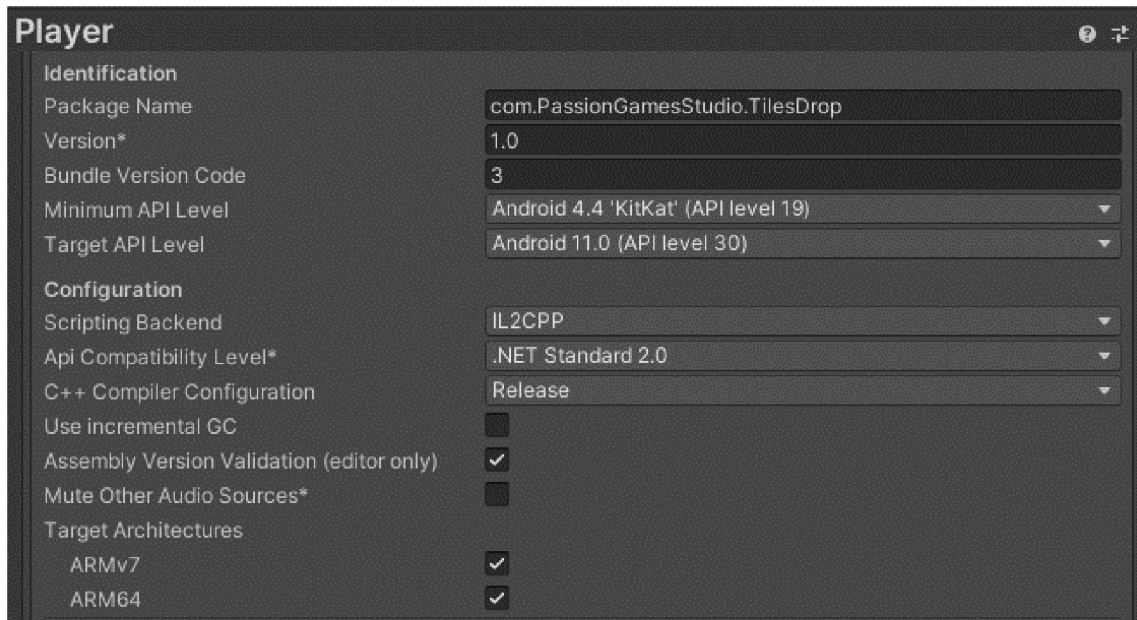 Player
Identification
Package Name com.PassionGamesStudio.TilesDrop
Version* 1.0
Bundle Version Code 3
Minimum API Level Android 4.4 'KitKat' (API level 19)
Target API Level Android 11.0 (API level 30)
Configuration
Scripting Backend IL2CPP
Api Compatibility Level* .NET Standard 2.0
C++ Compiler Configuration Release
Use incremental GC
Assembly Version Validation (editor only)
Mute Other Audio Sources*
Target Architectures
ARMv7
ARM64